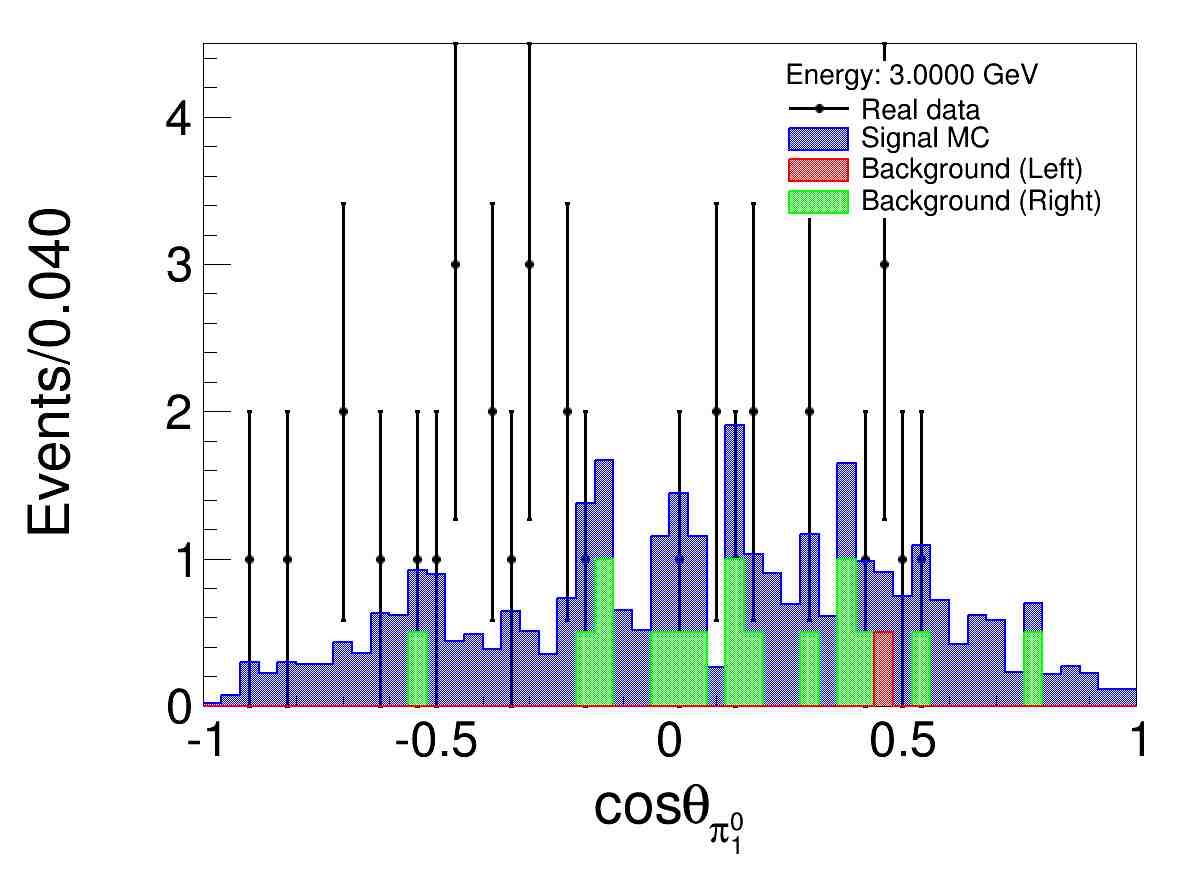 Energy: 3.0000 GeV
Real data
Signal MC
Background (Left)
Background (Right)
Events/0.040
4
3
2
1
0
-1 -0.5 0 0.5 1
cosθπ⁰₁